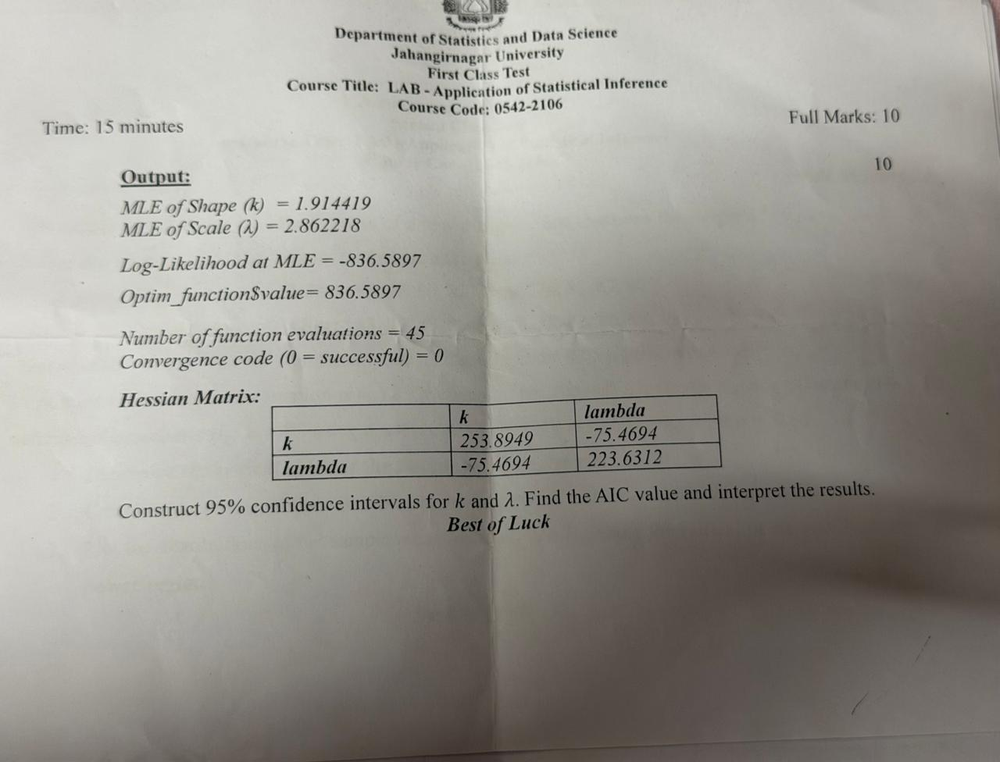 Department of Statistics and Data Science
Jahangirnagar University
First Class Test
Course Title: LAB - Application of Statistical Inference
Course Code: 0542-2106
Time: 15 minutes
Full Marks: 10
10
Output:
MLE of Shape (k) = 1.914419
MLE of Scale (λ) = 2.862218
Log-Likelihood at MLE = -836.5897
Optim_function$value= 836.5897
Number of function evaluations = 45
Convergence code (0 = successful) = 0
Hessian Matrix:
k lambda
k 253.8949 -75.4694
lambda -75.4694 223.6312
Construct 95% confidence intervals for k and λ. Find the AIC value and interpret the results.
Best of Luck